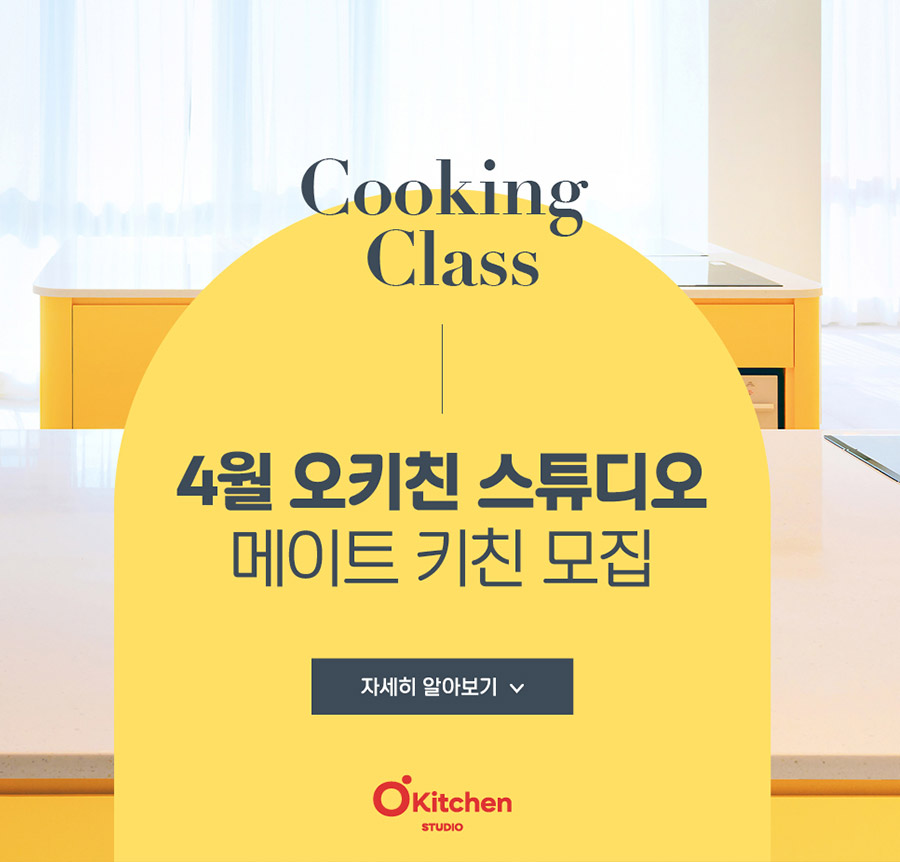 Cooking
Class
4월 오키친 스튜디오
메이트 키친 모집
자세히 알아보기
O'Kitchen
STUDIO